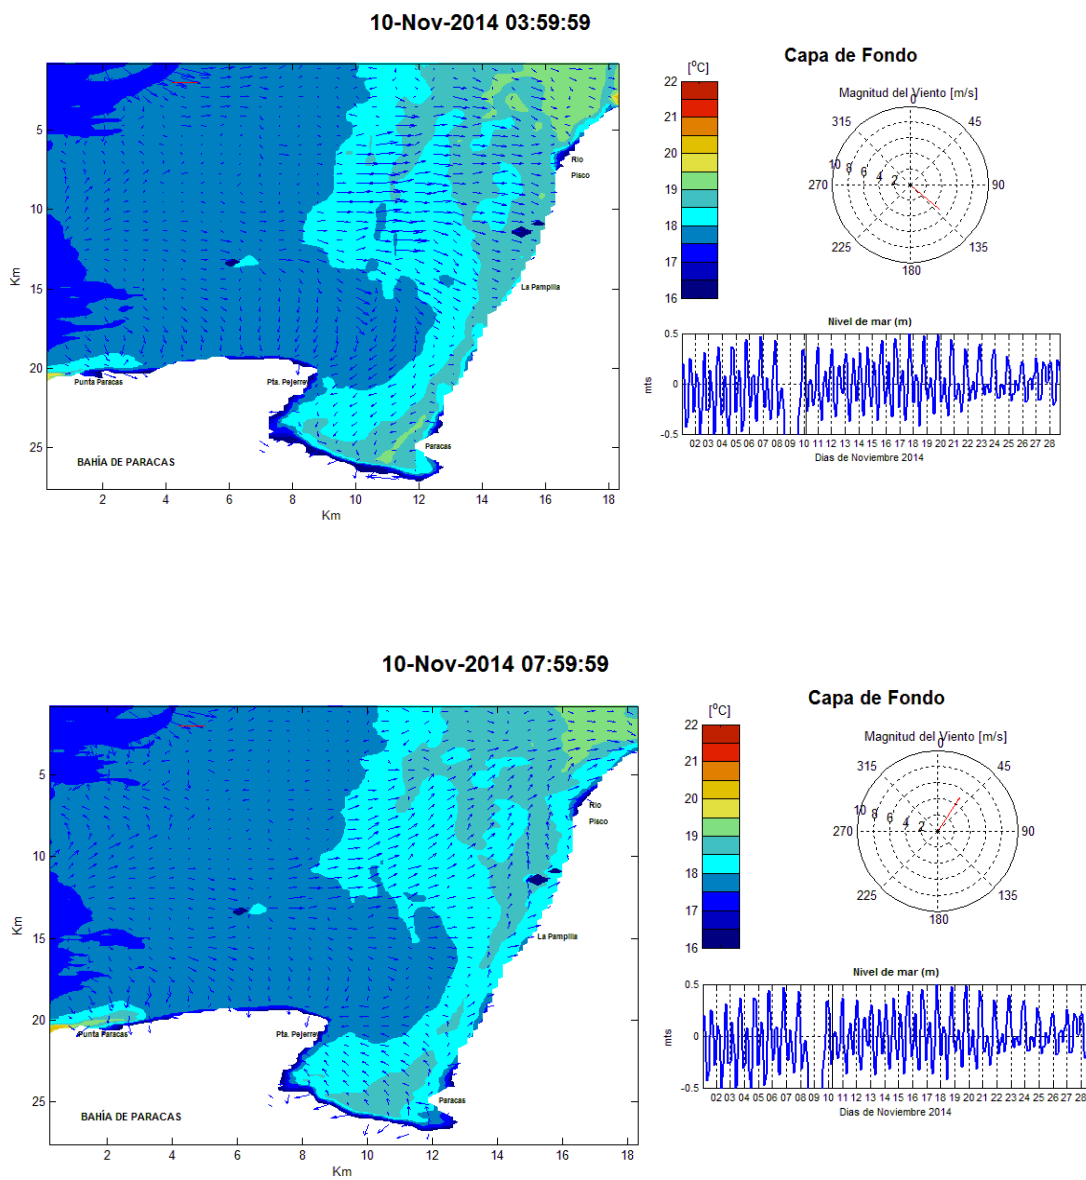 10-Nov-2014 03:59:59
Capa de Fondo
[°C]
22
21
20
19
18
17
16
Magnitud del Viento [m/s]
0
315
45
10 8 6 4 2
270
90
225
135
180
5
10
15
20
25
Km
Rio
Pisco
La Pampilla
Punta Paracas
Pta. Pejerrey
Paracas
BAHÍA DE PARACAS
2 4 6 8 10 12 14 16 18
Km
Nivel de mar (m)
0.5
0
-0.5
mts
02 03 04 05 06 07 08 09 10 11 12 13 14 15 16 17 18 19 20 21 22 23 24 25 26 27 28
Dias de Noviembre 2014
10-Nov-2014 07:59:59
Capa de Fondo
[°C]
22
21
20
19
18
17
16
Magnitud del Viento [m/s]
0
315
45
10 8 6 4 2
270
90
225
135
180
5
10
15
20
25
Km
Rio
Pisco
La Pampilla
Punta Paracas
Pta. Pejerrey
Paracas
BAHÍA DE PARACAS
2 4 6 8 10 12 14 16 18
Km
Nivel de mar (m)
0.5
0
-0.5
mts
02 03 04 05 06 07 08 09 10 11 12 13 14 15 16 17 18 19 20 21 22 23 24 25 26 27 28
Dias de Noviembre 2014